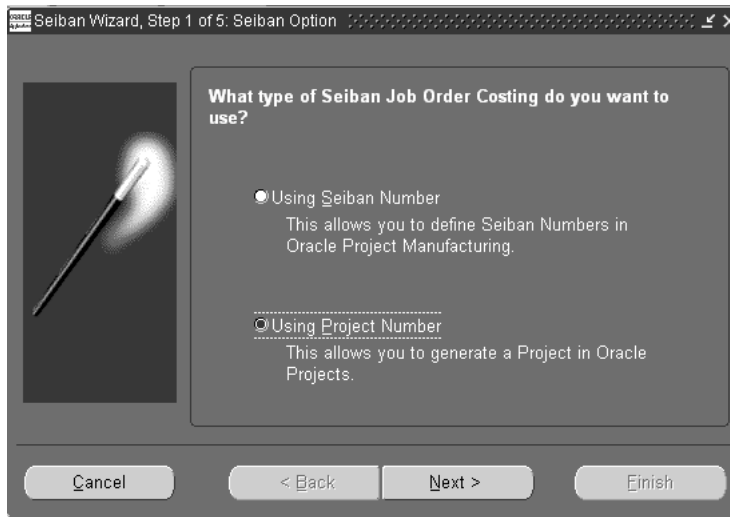 Seiban Wizard, Step 1 of 5: Seiban Option
What type of Seiban Job Order Costing do you want to
use?
Using Seiban Number
This allows you to define Seiban Numbers in
Oracle Project Manufacturing.
Using Project Number
This allows you to generate a Project in Oracle
Projects.
Cancel
< Back
Next >
Finish